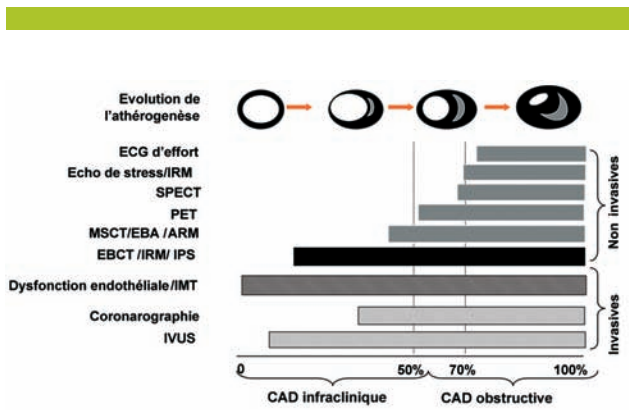 Evolution de
l'athérogenèse
ECG d'effort
Echo de stress/IRM
SPECT
PET
MSCT/EBA /ARM
EBCT /IRM/ IPS
Dysfonction endothéliale/IMT
Coronarographie
IVUS
Non invasives
Invasives
0 50% 70% 100%
CAD infraclinique CAD obstructive